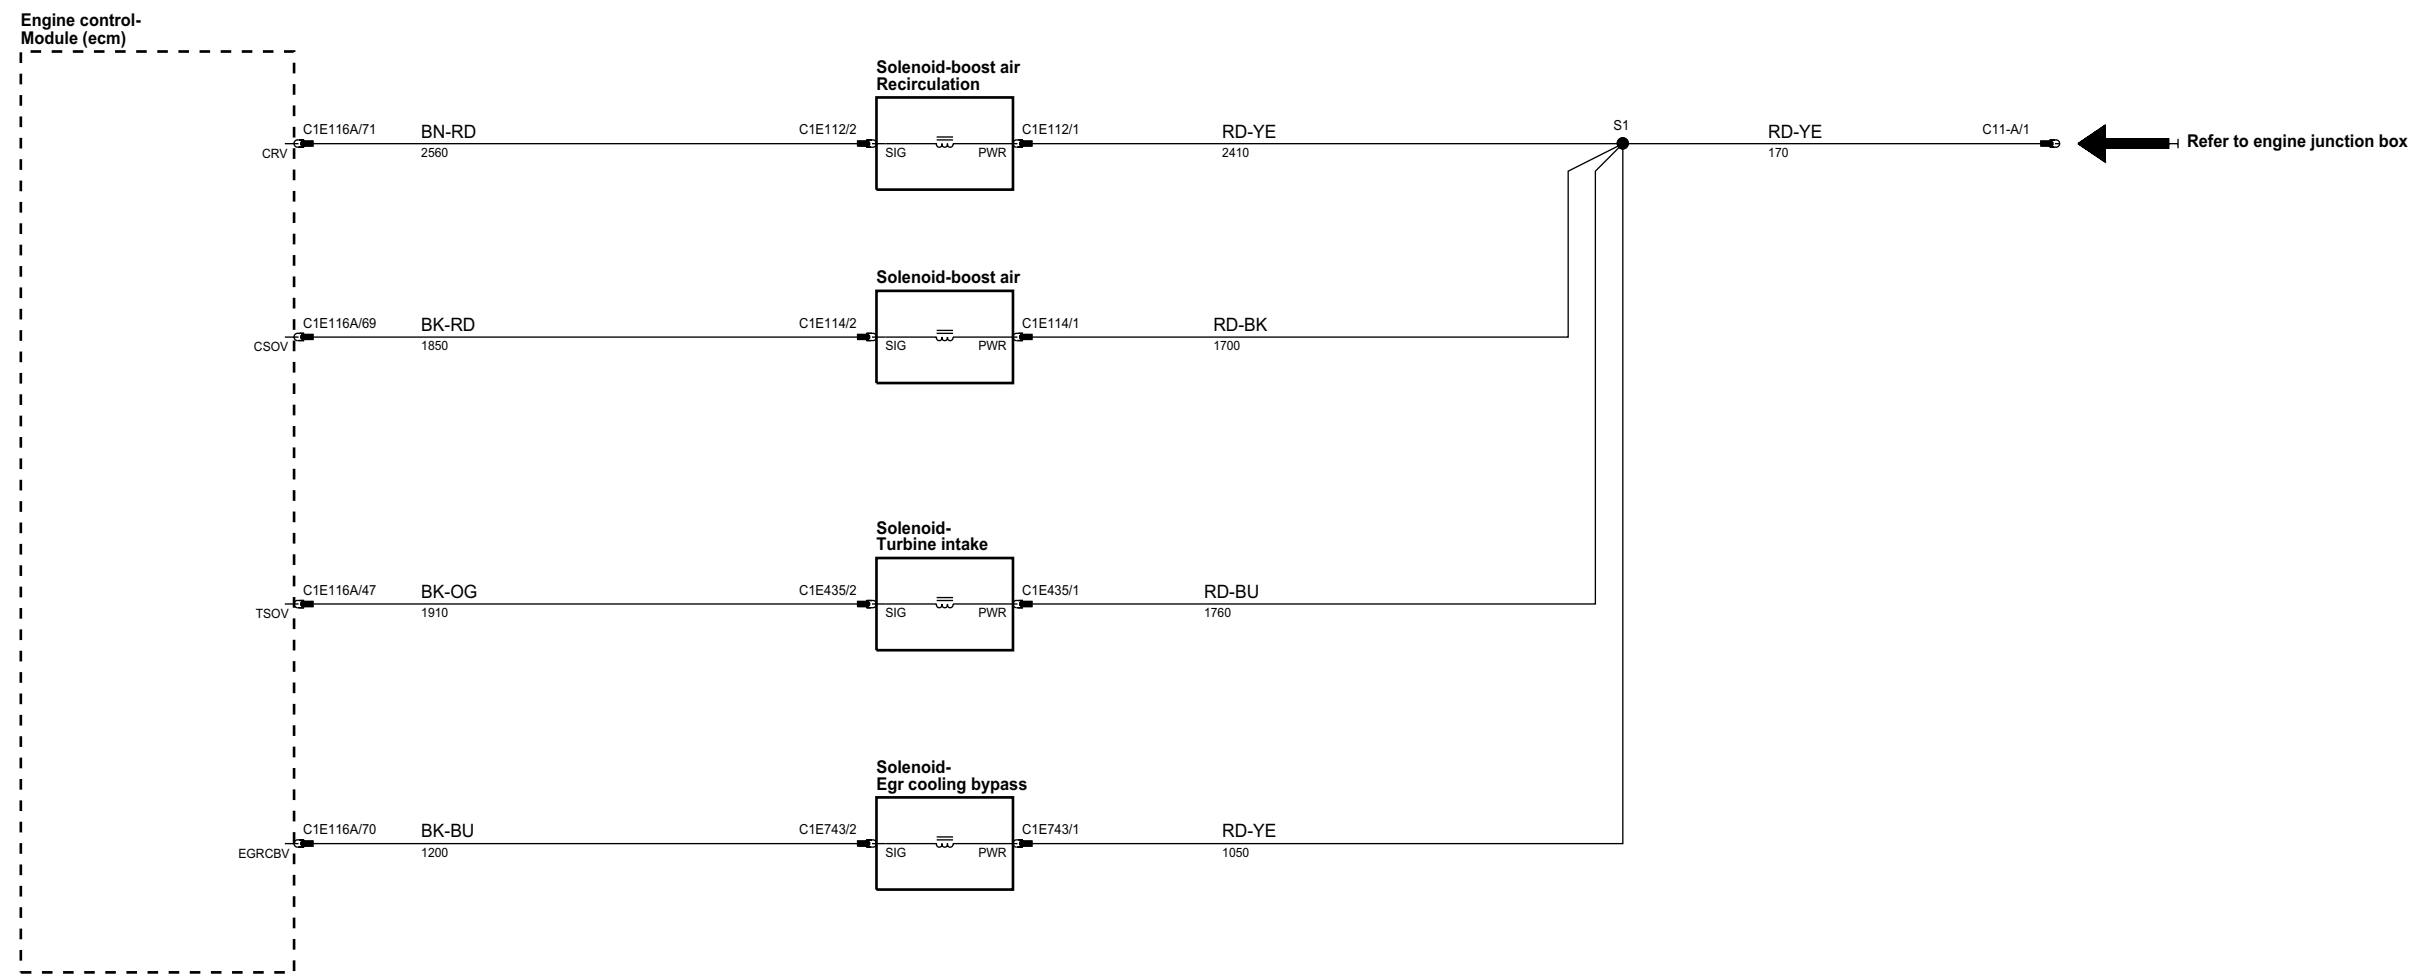 Engine control-
Module (ecm)
Solenoid-boost air
Recirculation
C1E116A/71
BN-RD
2560
C1E112/2
C1E112/1
RD-YE
2410
S1
RD-YE
170
C11-A/1
Refer to engine junction box
CRV
SIG
PWR
Solenoid-boost air
C1E116A/69
BK-RD
1850
C1E114/2
C1E114/1
RD-BK
1700
CSOV
SIG
PWR
Solenoid-
Turbine intake
C1E116A/47
BK-OG
1910
C1E435/2
C1E435/1
RD-BU
1760
TSOV
SIG
PWR
Solenoid-
Egr cooling bypass
C1E116A/70
BK-BU
1200
C1E743/2
C1E743/1
RD-YE
1050
EGRCBV
SIG
PWR